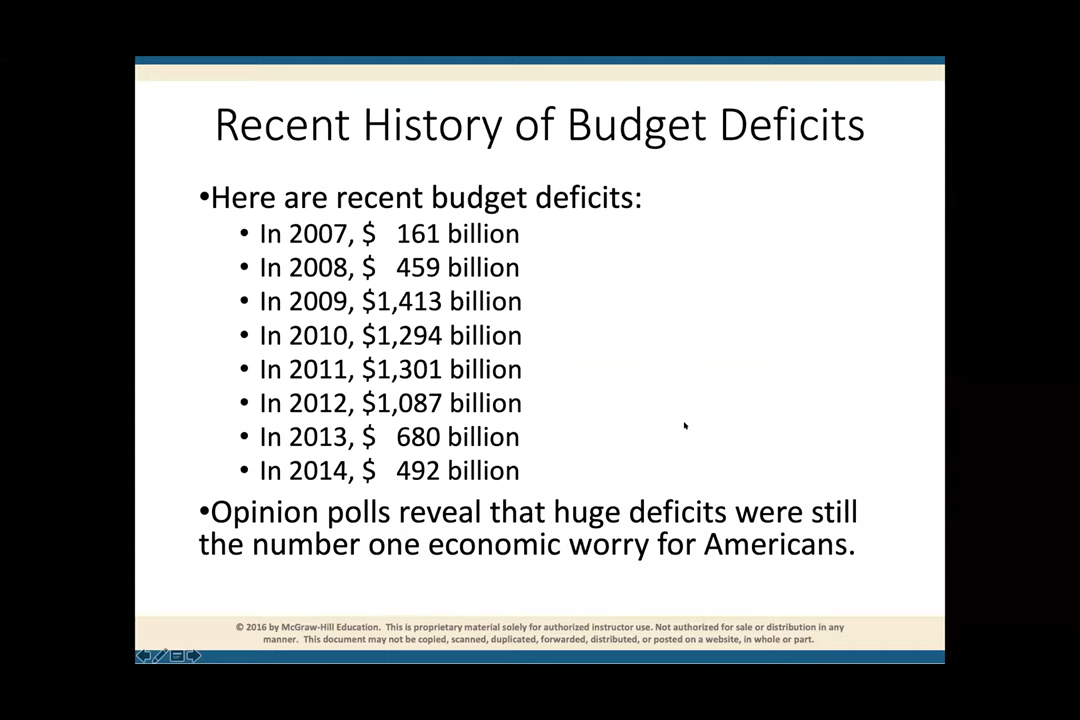 Recent History of Budget Deficits
•Here are recent budget deficits:
• In 2007, $   161 billion
• In 2008, $   459 billion
• In 2009, $1,413 billion
• In 2010, $1,294 billion
• In 2011, $1,301 billion
• In 2012, $1,087 billion
• In 2013, $   680 billion
• In 2014, $   492 billion
•Opinion polls reveal that huge deficits were still
the number one economic worry for Americans.
© 2016 by McGraw-Hill Education.  This is proprietary material solely for authorized instructor use. Not authorized for sale or distribution in any
manner.  This document may not be copied, scanned, duplicated, forwarded, distributed, or posted on a website, in whole or part.